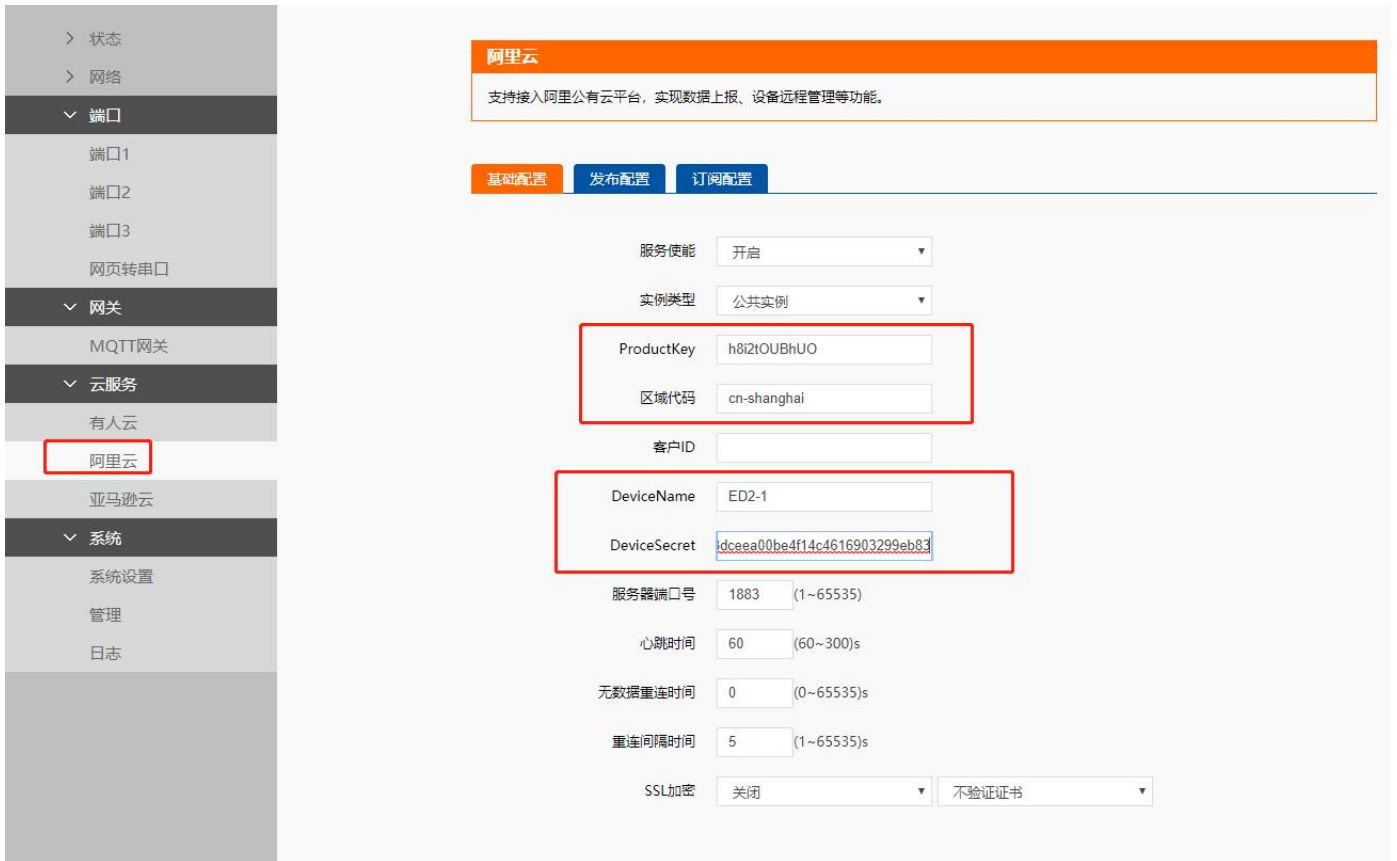 状态
网络
端口
端口1
端口2
端口3
网页转串口
网关
MQTT网关
云服务
有人云
阿里云
亚马逊云
系统
系统设置
管理
日志
阿里云
支持接入阿里公有云平台，实现数据上报、设备远程管理等功能。
基础配置 发布配置 订阅配置
服务使能 开启
实例类型 公共实例
ProductKey h8i2tOUBhUO
区域代码 cn-shanghai
客户ID
DeviceName ED2-1
DeviceSecret dceea00be4f14c4616903299eb83
服务器端口号 1883 (1~65535)
心跳时间 60 (60~300)s
无数据重连时间 0 (0~65535)s
重连间隔时间 5 (1~65535)s
SSL加密 关闭 不验证证书